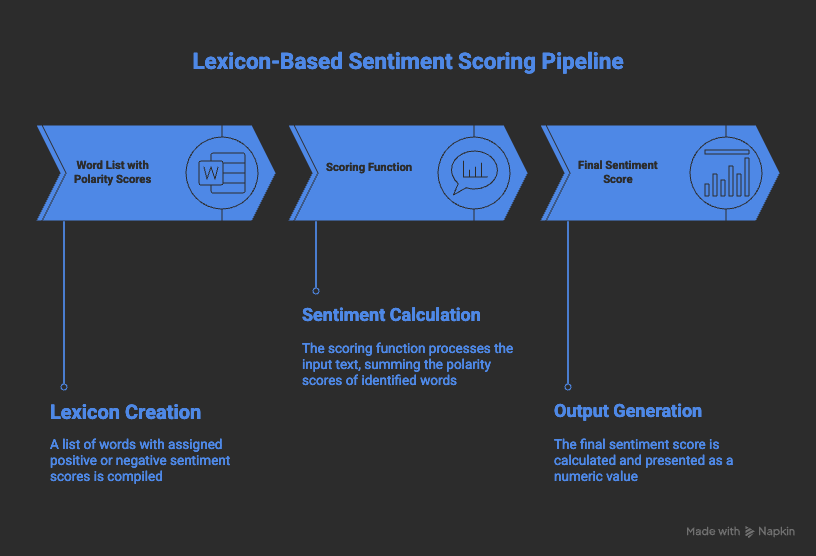 Lexicon-Based Sentiment Scoring Pipeline
Word List with
Polarity Scores
W
Scoring Function
Final Sentiment
Score
Sentiment Calculation
The scoring function processes the
input text, summing the polarity
scores of identified words
Lexicon Creation
A list of words with assigned
positive or negative sentiment
scores is compiled
Output Generation
The final sentiment score is
calculated and presented as a
numeric value
Made with Napkin